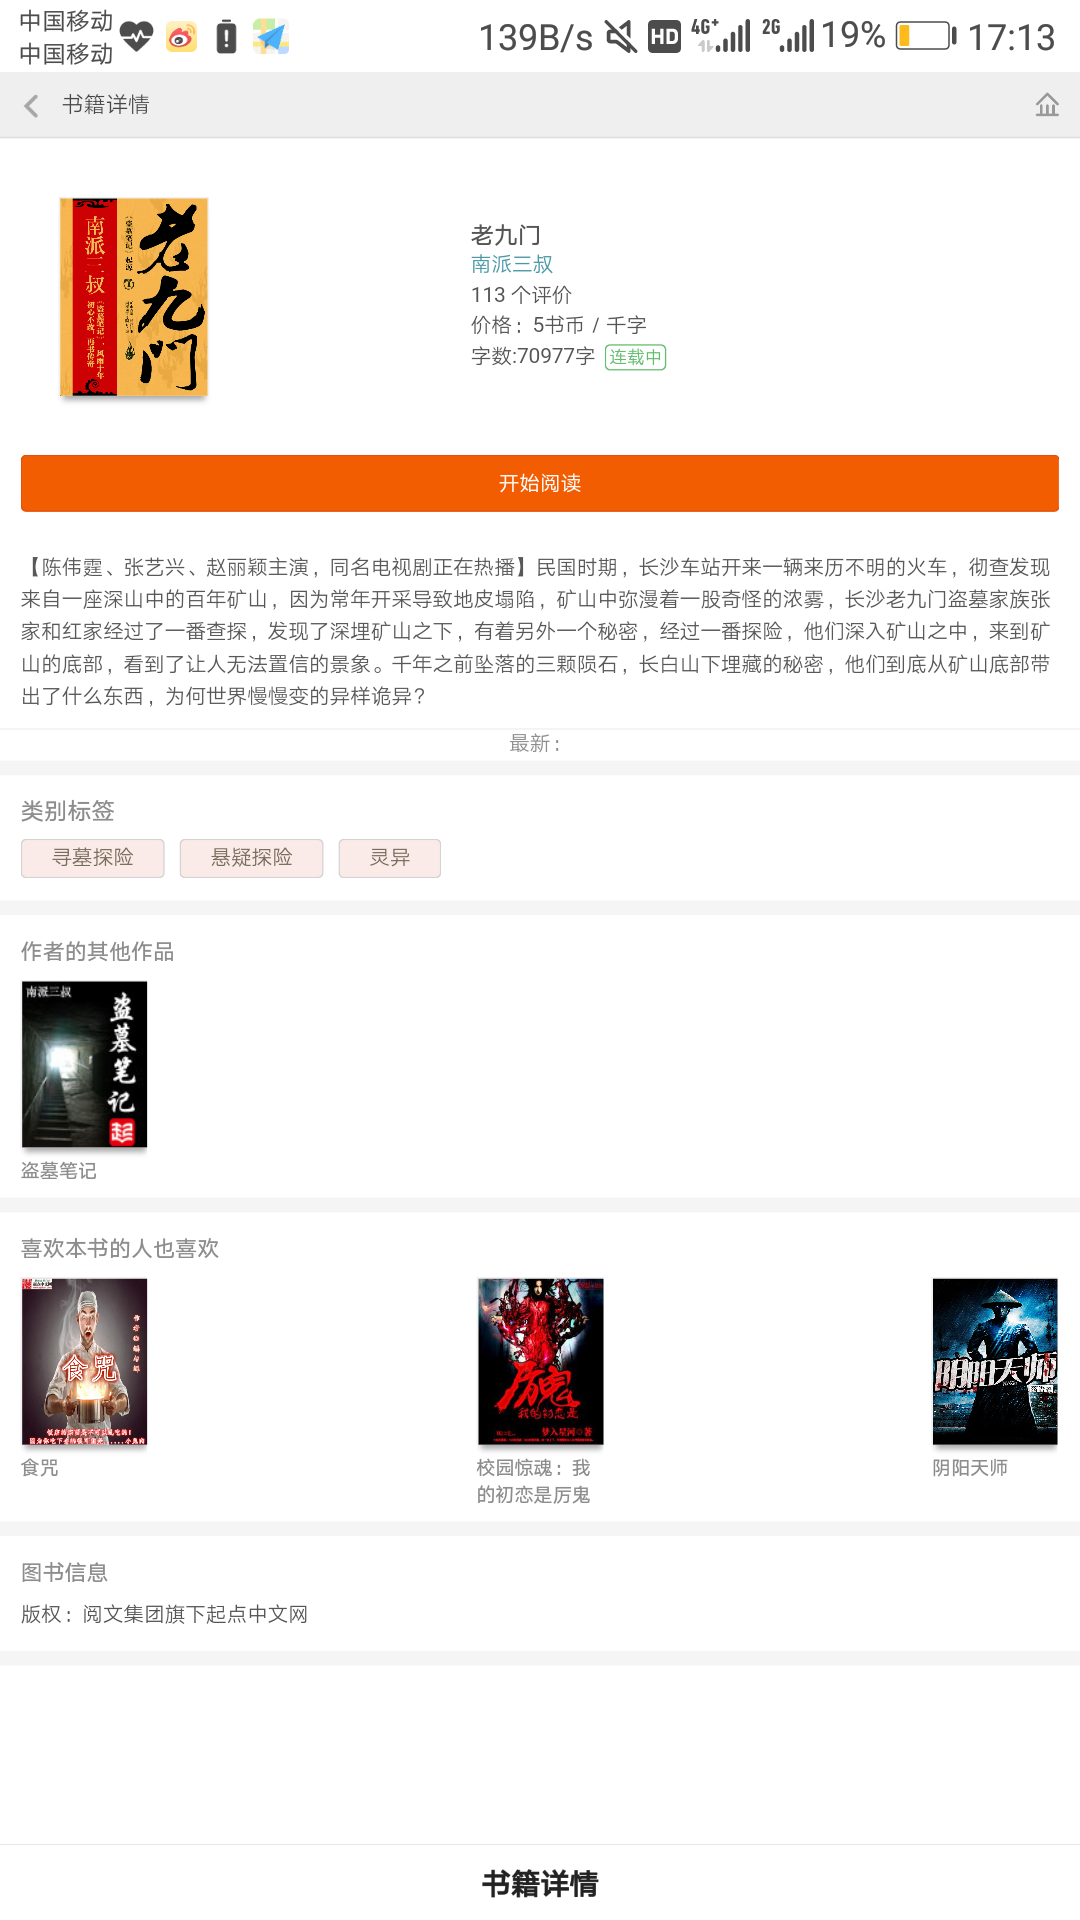 中国移动
中国移动
139B/s HD 4G+ 2G 19% 17:13
书籍详情
南派三叔
老九门
老九门
南派三叔
113 个评价
价格：5书币 / 千字
字数:70977字 连载中
开始阅读
【陈伟霆、张艺兴、赵丽颖主演，同名电视剧正在热播】民国时期，长沙车站开来一辆来历不明的火车，彻查发现
来自一座深山中的百年矿山，因为常年开采导致地皮塌陷，矿山中弥漫着一股奇怪的浓雾，长沙老九门盗墓家族张
家和红家经过了一番查探，发现了深埋矿山之下，有着另外一个秘密，经过一番探险，他们深入矿山之中，来到矿
山的底部，看到了让人无法置信的景象。千年之前坠落的三颗陨石，长白山下埋藏的秘密，他们到底从矿山底部带
出了什么东西，为何世界慢慢变的异样诡异？
最新：
类别标签
寻墓探险 悬疑探险 灵异
作者的其他作品
南派三叔
盗墓笔记
起
盗墓笔记
喜欢本书的人也喜欢
食咒
厉鬼
我的初恋是
梦入星河◎著
阴阳天师
食咒
校园惊魂：我
的初恋是厉鬼
阴阳天师
图书信息
版权：阅文集团旗下起点中文网
书籍详情